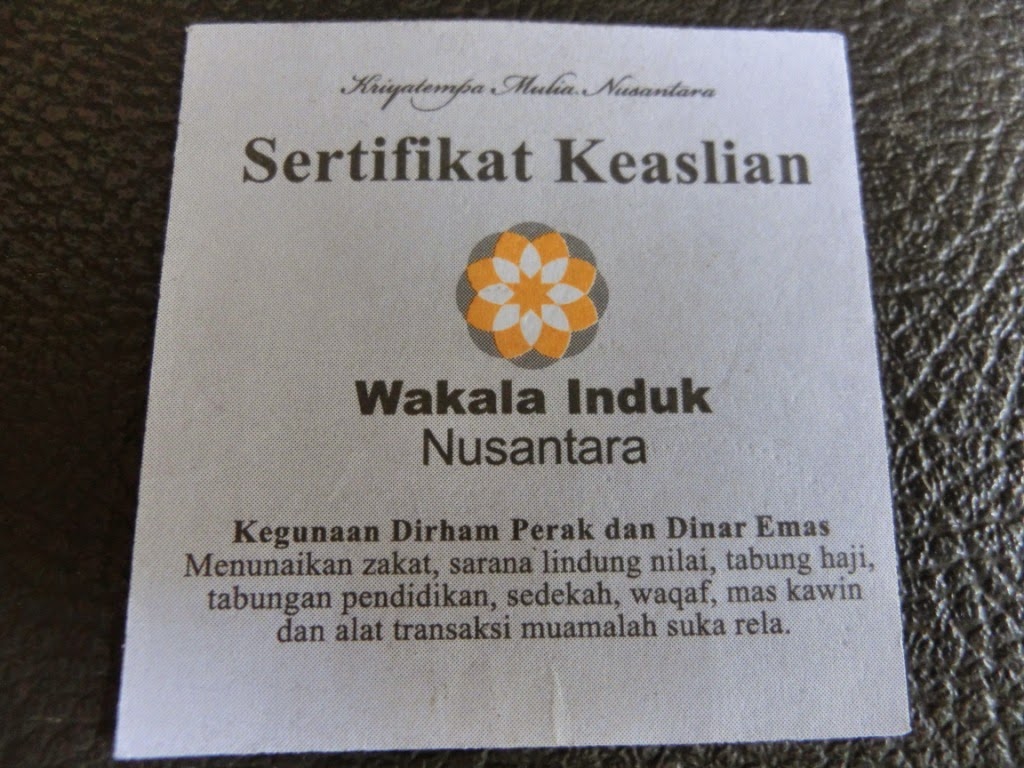 Kriyatempa Mulia Nusantara
Sertifikat Keaslian
Wakala Induk
Nusantara
Kegunaan Dirham Perak dan Dinar Emas
Menunaikan zakat, sarana lindung nilai, tabung haji,
tabungan pendidikan, sedekah, waqaf, mas kawin
dan alat transaksi muamalah suka rela.